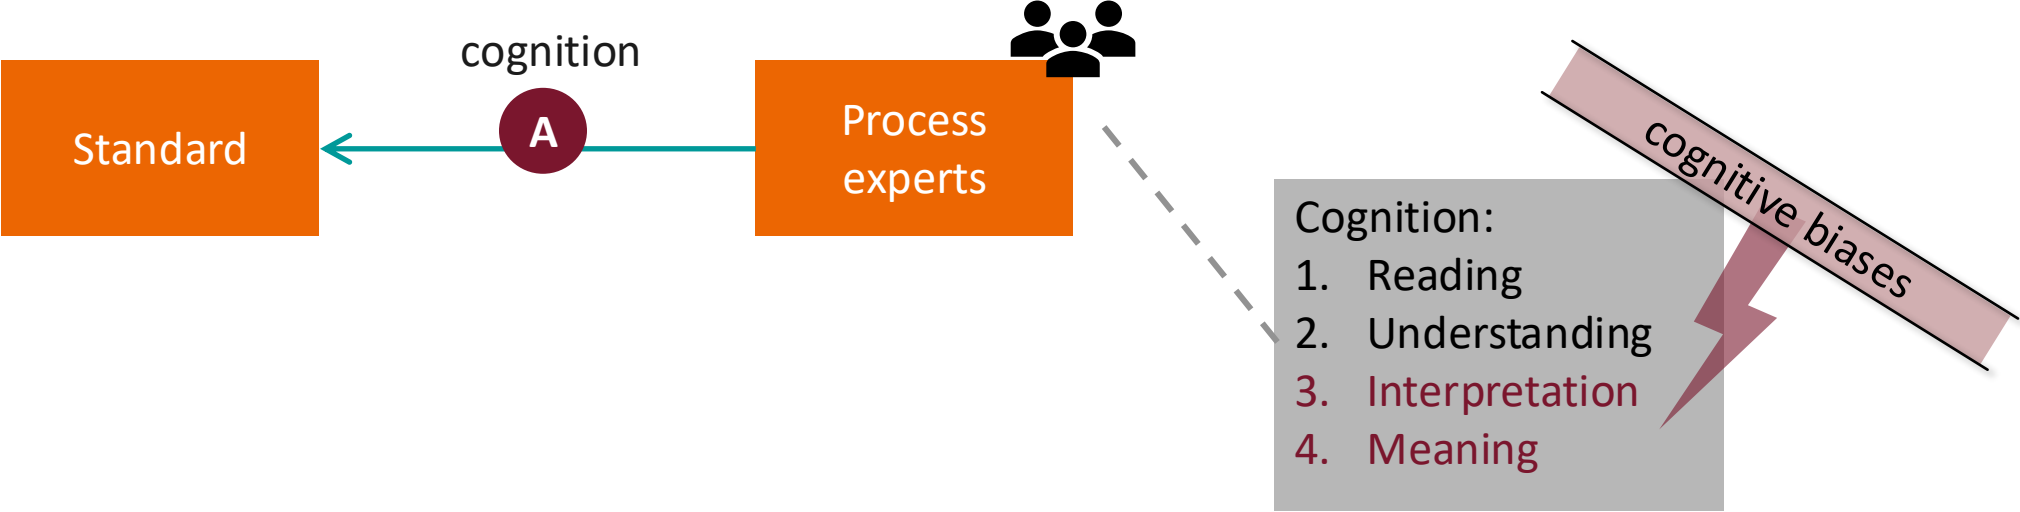 cognition
Standard
A
Process
experts
Cognition:
1. Reading
2. Understanding
3. Interpretation
4. Meaning
cognitive biases